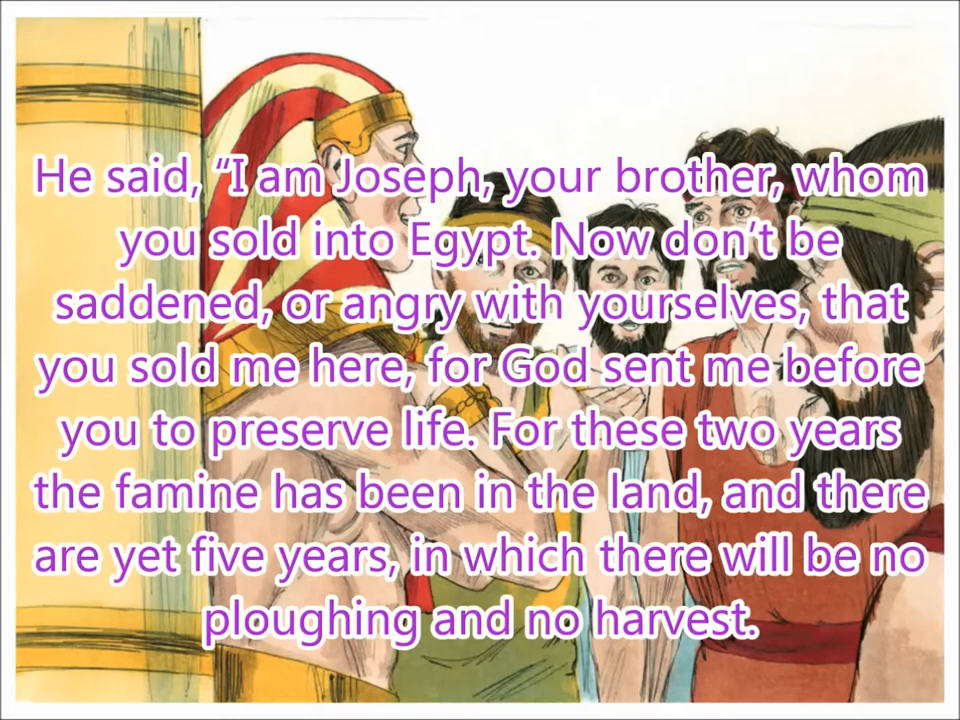 He said, “I am Joseph, your brother, whom
you sold into Egypt. Now don’t be
saddened, or angry with yourselves, that
you sold me here, for God sent me before
you to preserve life. For these two years
the famine has been in the land, and there
are yet five years, in which there will be no
ploughing and no harvest.